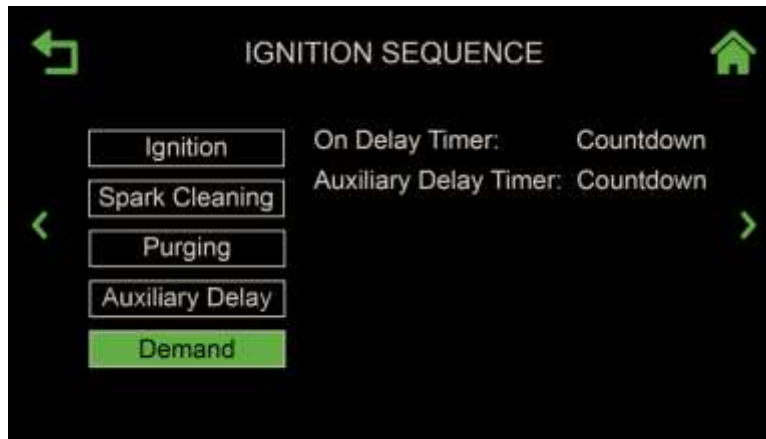 IGNITION SEQUENCE
Ignition
Spark Cleaning
Purging
Auxiliary Delay
Demand
On Delay Timer: Countdown
Auxiliary Delay Timer: Countdown